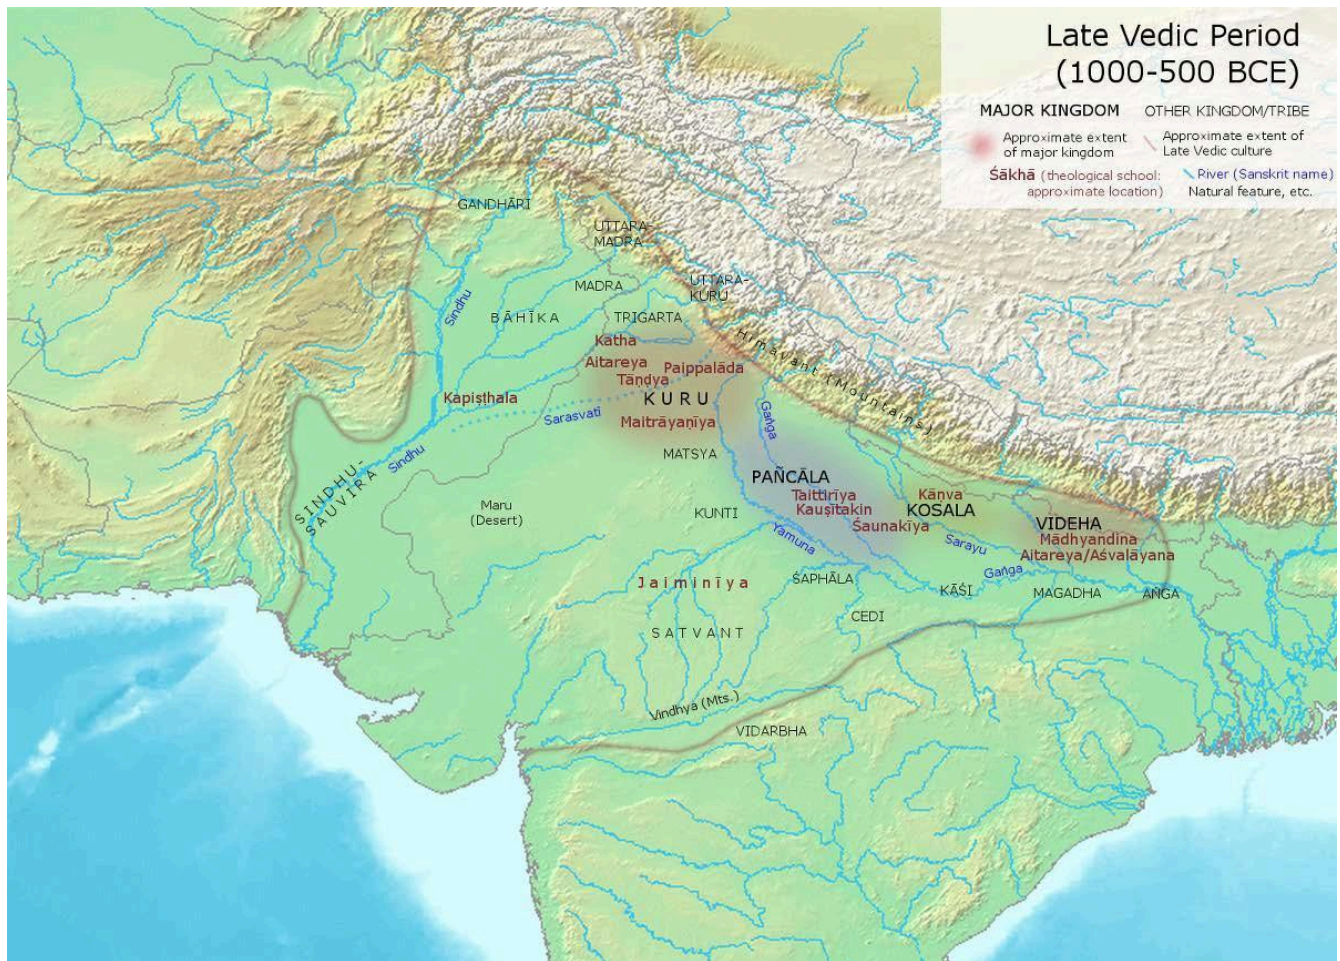 Late Vedic Period
(1000-500 BCE)
MAJOR KINGDOM
OTHER KINGDOM/TRIBE
Approximate extent
of major kingdom
Approximate extent of
Late Vedic culture
Śākhā (theological school:
approximate location)
River (Sanskrit name)
Natural feature, etc.
GANDHĀRĪ
UTTARA-
MADRA
UTTARA-
KURU
MADRA
Sindhu
BĀHĪKA
TRIGARTA
Himavant (Mountains)
Katha
Aitareya
Paippalāda
Tāṇḍya
Kapiṣṭhala
KURU
Sarasvatī
Maitrāyaṇīya
Gaṅga
MATSYA
Sindhu
SINDHU-
SAUVIRA
PAÑCĀLA
Taittirīya
Kauṣītakin
Śaunakīya
Kāṇva
KOSALA
Maru
(Desert)
KUNTI
Yamuna
VIDEHA
Mādhyandina
Aitareya/Aśvalāyana
Sarayu
Gaṅga
Jaiminīya
ŚAPHĀLA
KĀŚI
MAGADHA
AṄGA
CEDI
SATVANT
Vindhya (Mts.)
VIDARBHA